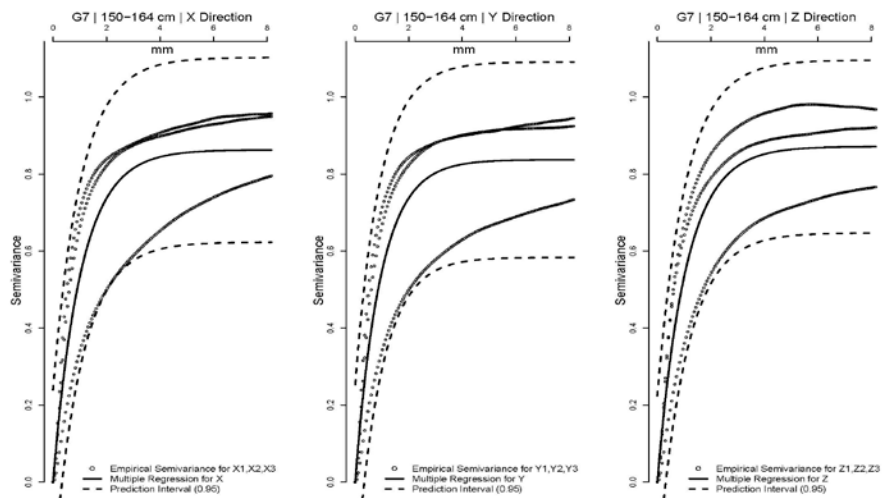 G7 | 150−164 cm | X Direction
0 2 4 6 8
mm
Semivariance
0.0 0.2 0.4 0.6 0.8 1.0
Empirical Semivariance for X1,X2,X3
Multiple Regression for X
Prediction Interval (0.95)
G7 | 150−164 cm | Y Direction
0 2 4 6 8
mm
Semivariance
0.0 0.2 0.4 0.6 0.8 1.0
Empirical Semivariance for Y1,Y2,Y3
Multiple Regression for Y
Prediction Interval (0.95)
G7 | 150−164 cm | Z Direction
0 2 4 6 8
mm
Semivariance
0.0 0.2 0.4 0.6 0.8 1.0
Empirical Semivariance for Z1,Z2,Z3
Multiple Regression for Z
Prediction Interval (0.95)